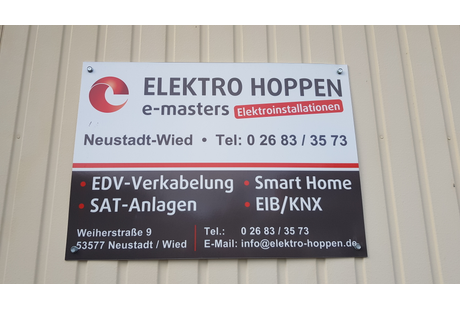 ELEKTRO HOPPEN
e-masters Elektroinstallationen
Neustadt-Wied • Tel: 0 26 83 / 35 73
• EDV-Verkabelung • Smart Home
• SAT-Anlagen • EIB/KNX
Weiherstraße 9 Tel.: 0 26 83 / 35 73
53577 Neustadt / Wied E-Mail: info@elektro-hoppen.de